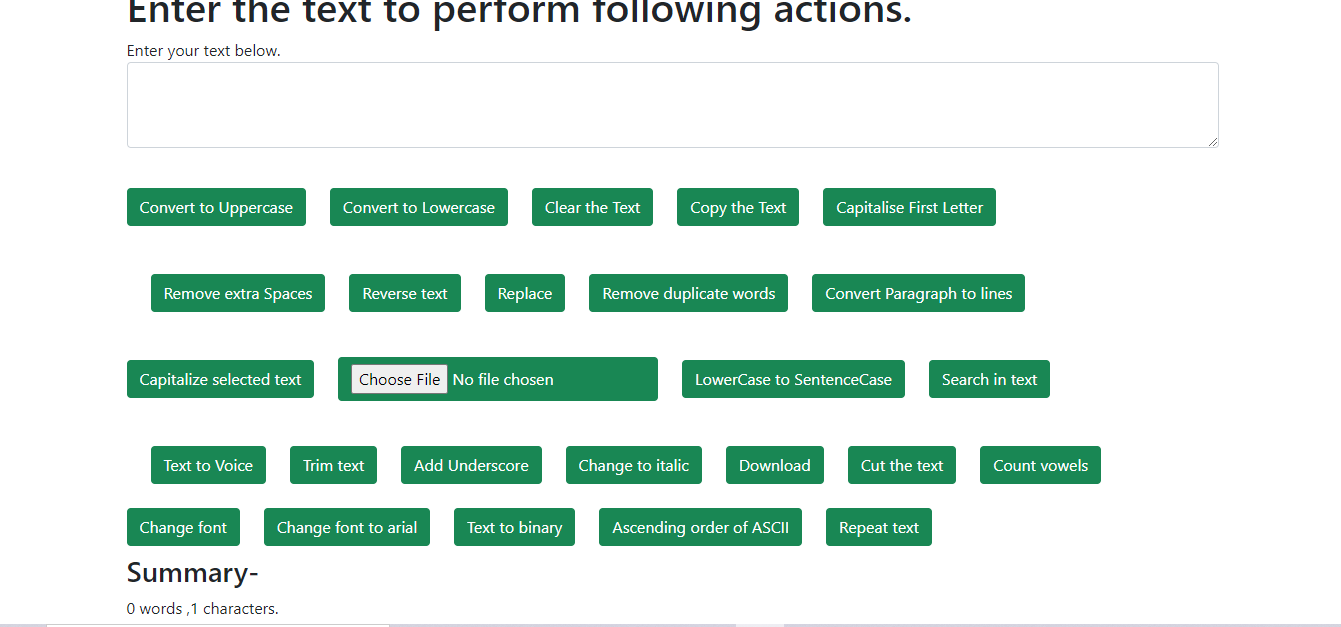 Enter the text to perform following actions.
Enter your text below.
Convert to Uppercase Convert to Lowercase Clear the Text Copy the Text Capitalise First Letter
Remove extra Spaces Reverse text Replace Remove duplicate words Convert Paragraph to lines
Capitalize selected text Choose File No file chosen LowerCase to SentenceCase Search in text
Text to Voice Trim text Add Underscore Change to italic Download Cut the text Count vowels
Change font Change font to arial Text to binary Ascending order of ASCII Repeat text
Summary-
0 words ,1 characters.